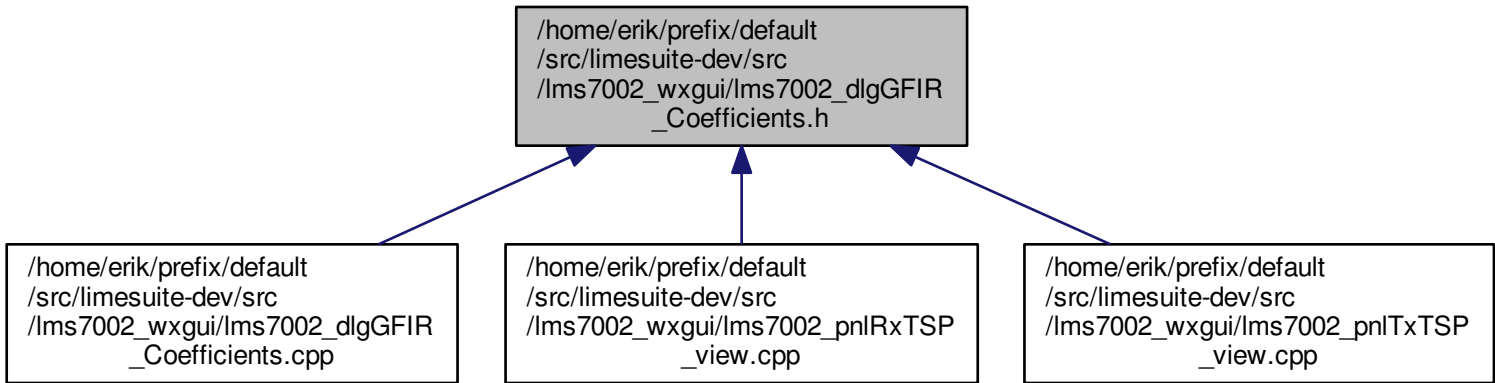 /home/erik/prefix/default
/src/limesuite-dev/src
/lms7002_wxgui/lms7002_dlgGFIR
_Coefficients.h
/home/erik/prefix/default
/src/limesuite-dev/src
/lms7002_wxgui/lms7002_dlgGFIR
_Coefficients.cpp
/home/erik/prefix/default
/src/limesuite-dev/src
/lms7002_wxgui/lms7002_pnlRxTSP
_view.cpp
/home/erik/prefix/default
/src/limesuite-dev/src
/lms7002_wxgui/lms7002_pnlTxTSP
_view.cpp